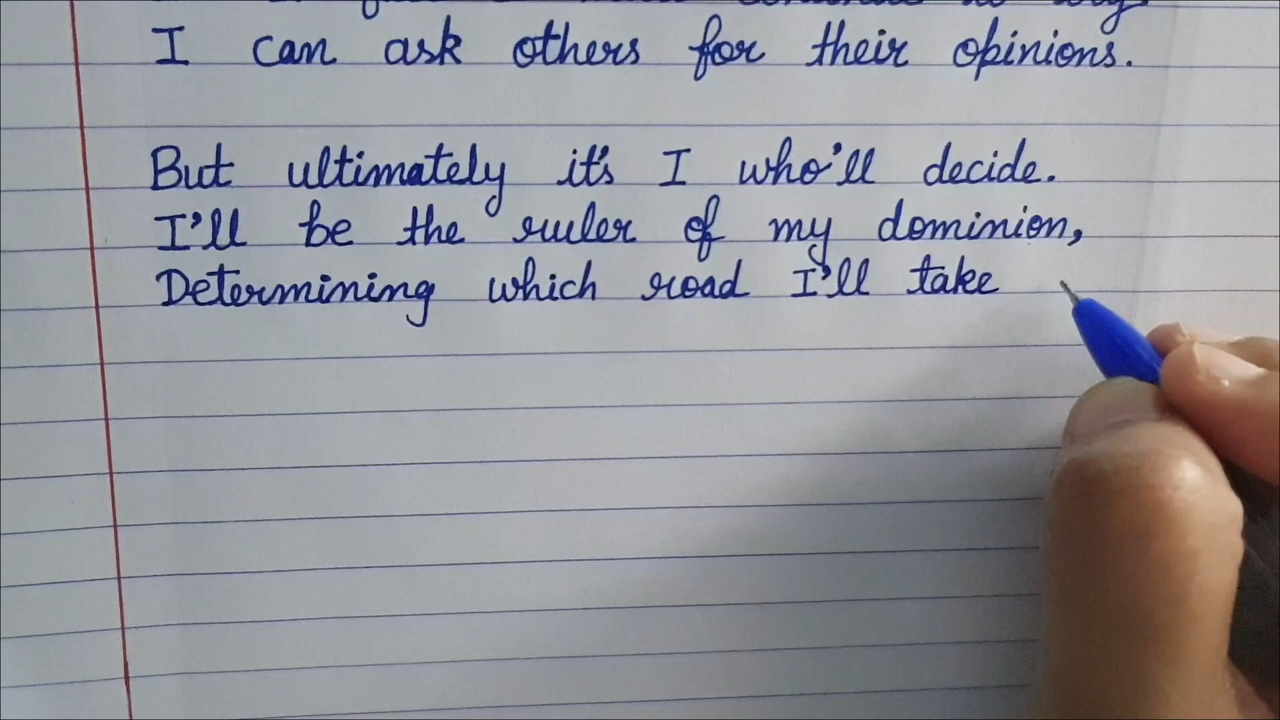 I can ask others for their opinions.
But ultimately it's I who'll decide.
I'll be the ruler of my dominion,
Determining which road I'll take